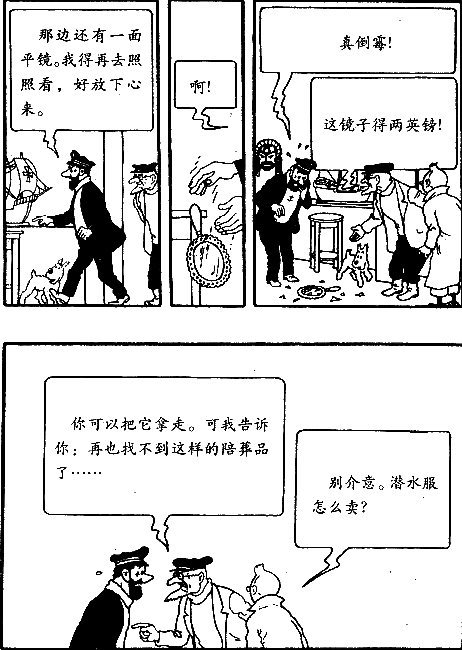 那边还有一面
平镜。我得再去照
照看，好放下心
来。
啊!
真倒霉!
这镜子得两英镑!
你可以把它拿走。可我告诉
你：再也找不到这样的陪葬品
了……
别介意。潜水服
怎么卖?